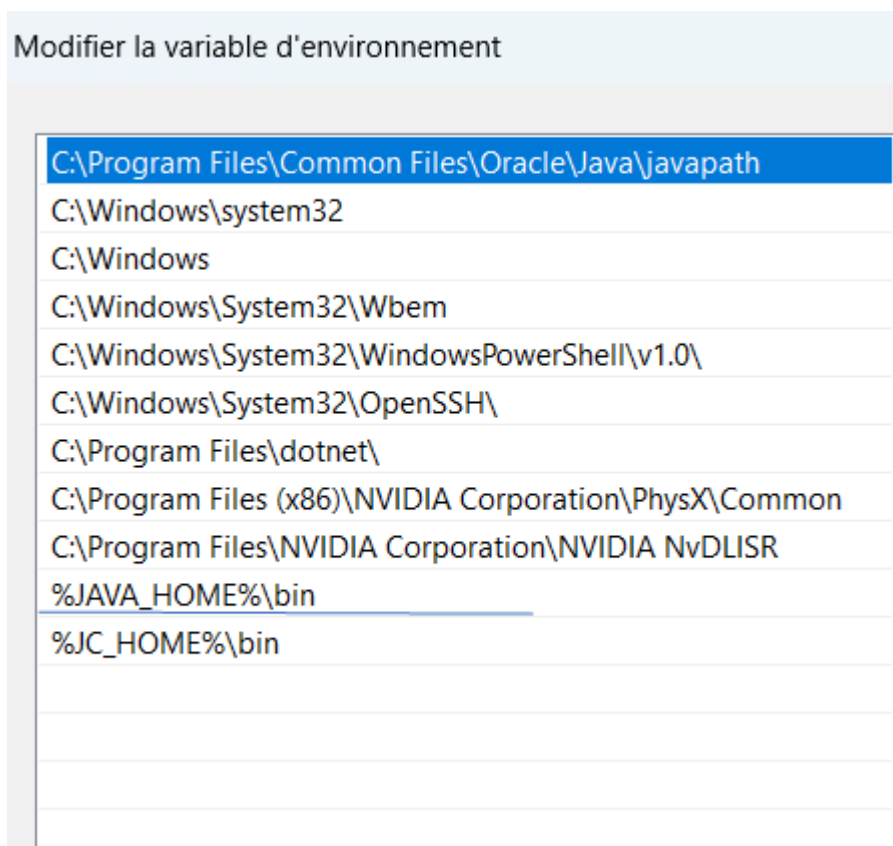 Modifier la variable d'environnement
C:\Program Files\Common Files\Oracle\Java\javapath
C:\Windows\system32
C:\Windows
C:\Windows\System32\Wbem
C:\Windows\System32\WindowsPowerShell\v1.0\
C:\Windows\System32\OpenSSH\
C:\Program Files\dotnet\
C:\Program Files (x86)\NVIDIA Corporation\PhysX\Common
C:\Program Files\NVIDIA Corporation\NVIDIA NvDLISR
%JAVA_HOME%\bin
%JC_HOME%\bin